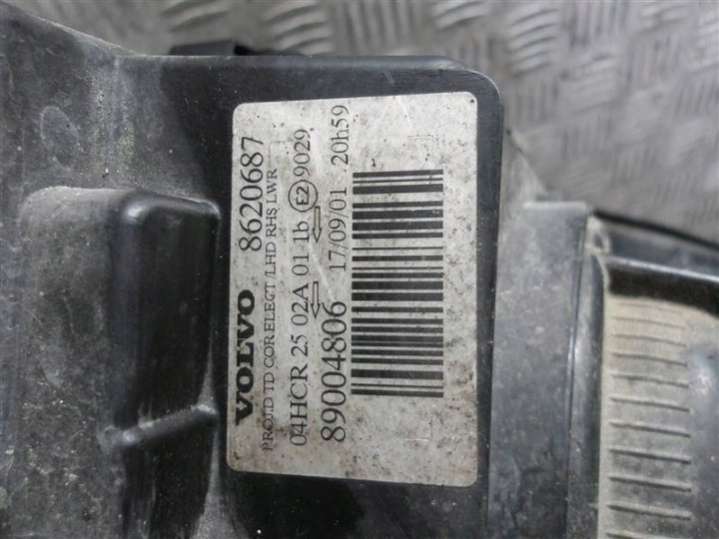 VOLVO 8620687
PROJ.D TD COR ELECT /LHD RHS LWR
04HCR 25 02A 01 1b E2 9029
89004806 17/09/01 20h59